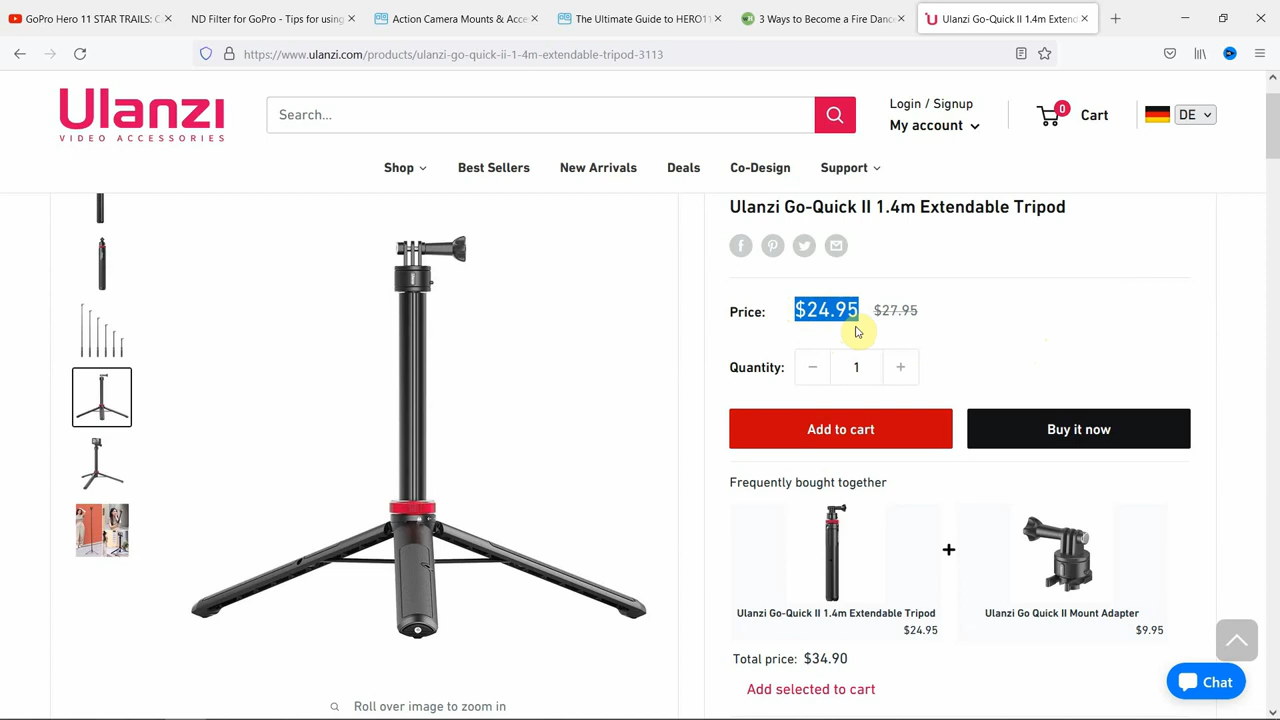 GoPro Hero 11 STAR TRAILS: C
ND Filter for GoPro - Tips for using
Action Camera Mounts & Acce
The Ultimate Guide to HERO11
3 Ways to Become a Fire Danc
Ulanzi Go-Quick II 1.4m Extend
https://www.ulanzi.com/products/ulanzi-go-quick-ii-1-4m-extendable-tripod-3113
Ulanzi
VIDEO ACCESSORIES
Search...
Login / Signup
My account
0
Cart
DE
Shop
Best Sellers
New Arrivals
Deals
Co-Design
Support
Ulanzi Go-Quick II 1.4m Extendable Tripod
Price: $24.95 $27.95
Quantity: − 1 +
Add to cart
Buy it now
Frequently bought together
+
Ulanzi Go-Quick II 1.4m Extendable Tripod
$24.95
Ulanzi Go Quick II Mount Adapter
$9.95
Total price: $34.90
Add selected to cart
Roll over image to zoom in
Chat